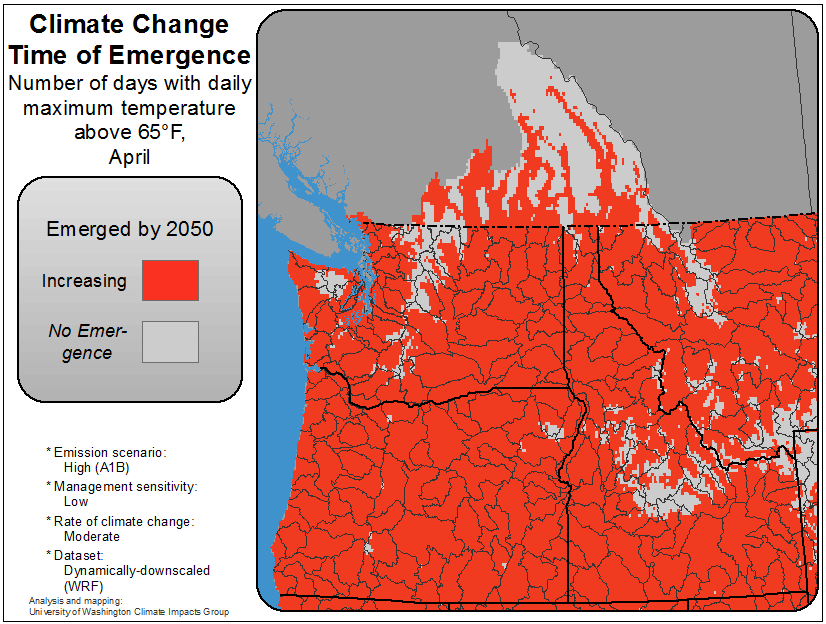 Climate Change
Time of Emergence
Number of days with daily
maximum temperature
above 65°F,
April
Emerged by 2050
Increasing
No Emer-
gence
* Emission scenario:
High (A1B)
* Management sensitivity:
Low
* Rate of climate change:
Moderate
* Dataset:
Dynamically-downscaled
(WRF)
Analysis and mapping:
University of Washington Climate Impacts Group